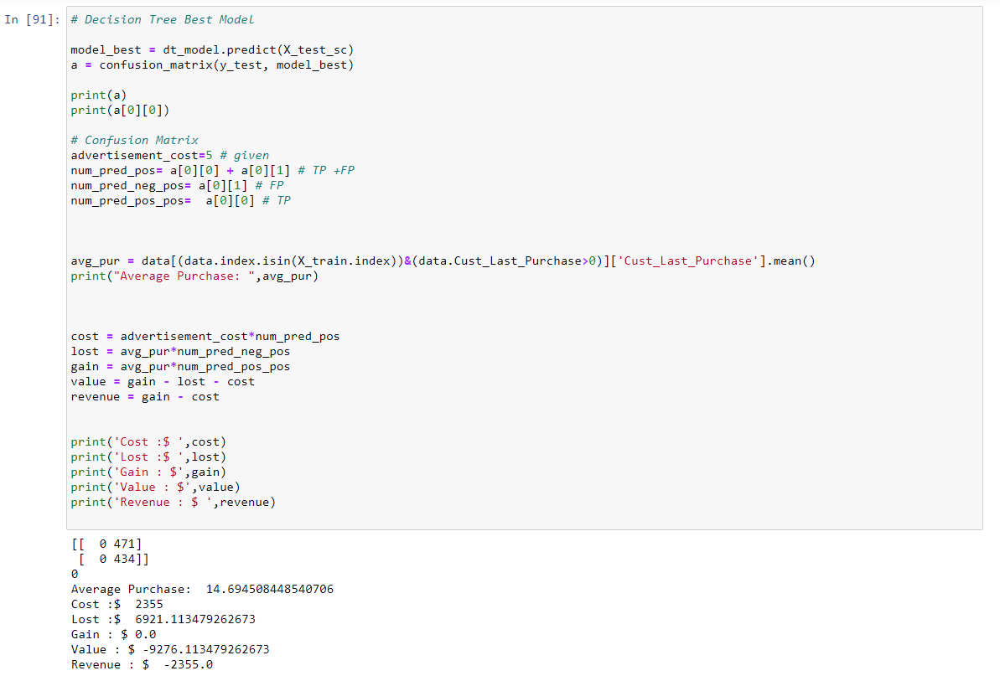 In [91]:
# Decision Tree Best Model
model_best = dt_model.predict(X_test_sc)
a = confusion_matrix(y_test, model_best)
print(a)
print(a[0][0])
# Confusion Matrix
advertisement_cost=5 # given
num_pred_pos= a[0][0] + a[0][1] # TP +FP
num_pred_neg_pos= a[0][1] # FP
num_pred_pos_pos=  a[0][0] # TP
avg_pur = data[(data.index.isin(X_train.index))&(data.Cust_Last_Purchase>0)]['Cust_Last_Purchase'].mean()
print("Average Purchase: ",avg_pur)
cost = advertisement_cost*num_pred_pos
lost = avg_pur*num_pred_neg_pos
gain = avg_pur*num_pred_pos_pos
value = gain - lost - cost
revenue = gain - cost
print('Cost :$ ',cost)
print('Lost :$ ',lost)
print('Gain : $',gain)
print('Value : $',value)
print('Revenue : $ ',revenue)
[[  0 471]
 [  0 434]]
0
Average Purchase:  14.694508448540706
Cost :$  2355
Lost :$  6921.113479262673
Gain : $ 0.0
Value : $ -9276.113479262673
Revenue : $  -2355.0